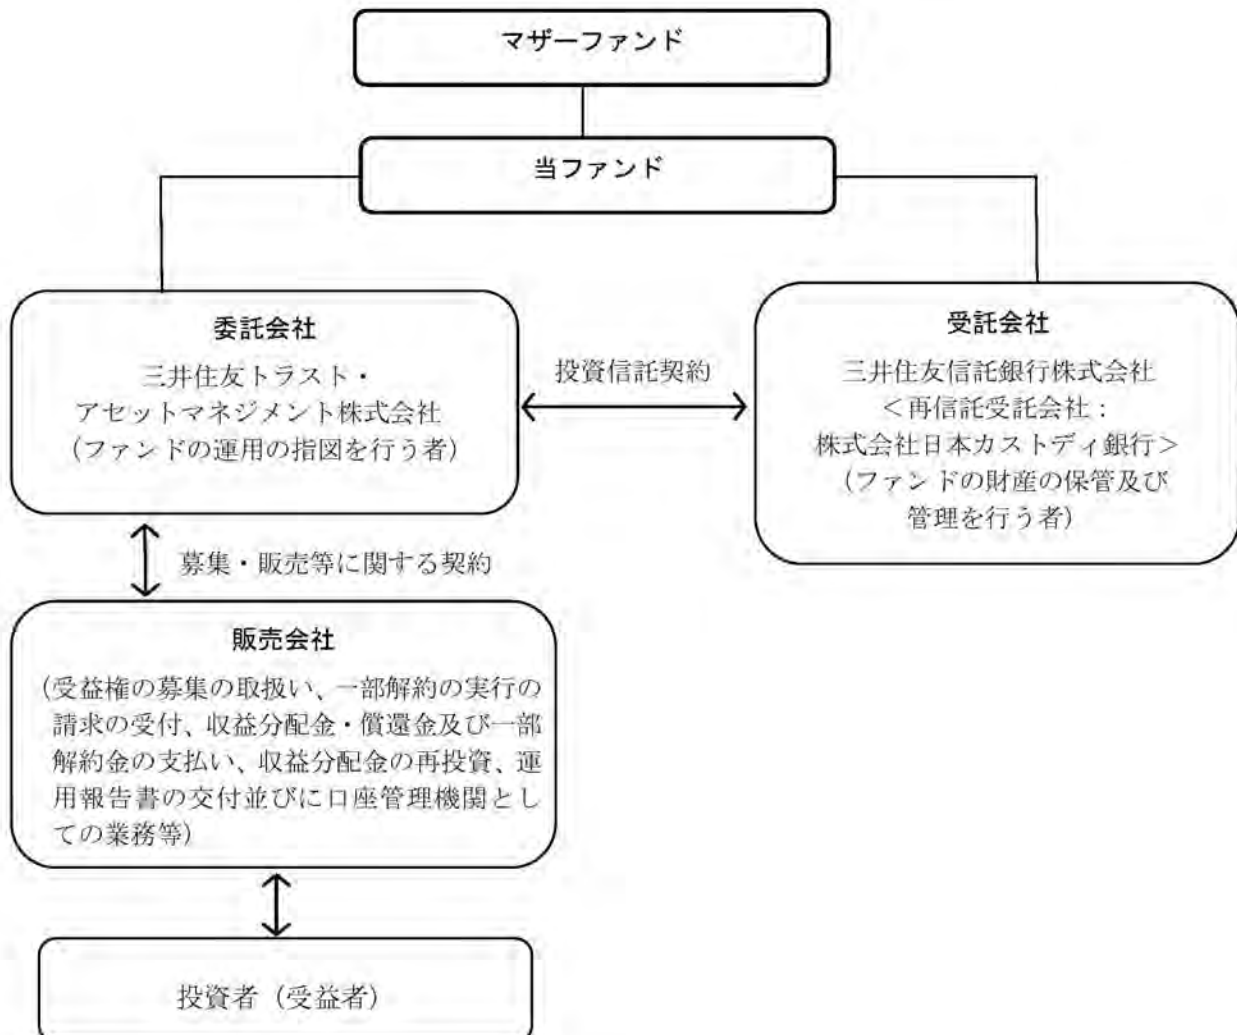 マザーファンド
当ファンド
委託会社
三井住友トラスト・
アセットマネジメント株式会社
（ファンドの運用の指図を行う者）
投資信託契約
受託会社
三井住友信託銀行株式会社
＜再信託受託会社：
株式会社日本カストディ銀行＞
（ファンドの財産の保管及び
管理を行う者）
募集・販売等に関する契約
販売会社
（受益権の募集の取扱い、一部解約の実行の
請求の受付、収益分配金・償還金及び一部
解約金の支払い、収益分配金の再投資、運
用報告書の交付並びに口座管理機関とし
ての業務等）
投資者（受益者）